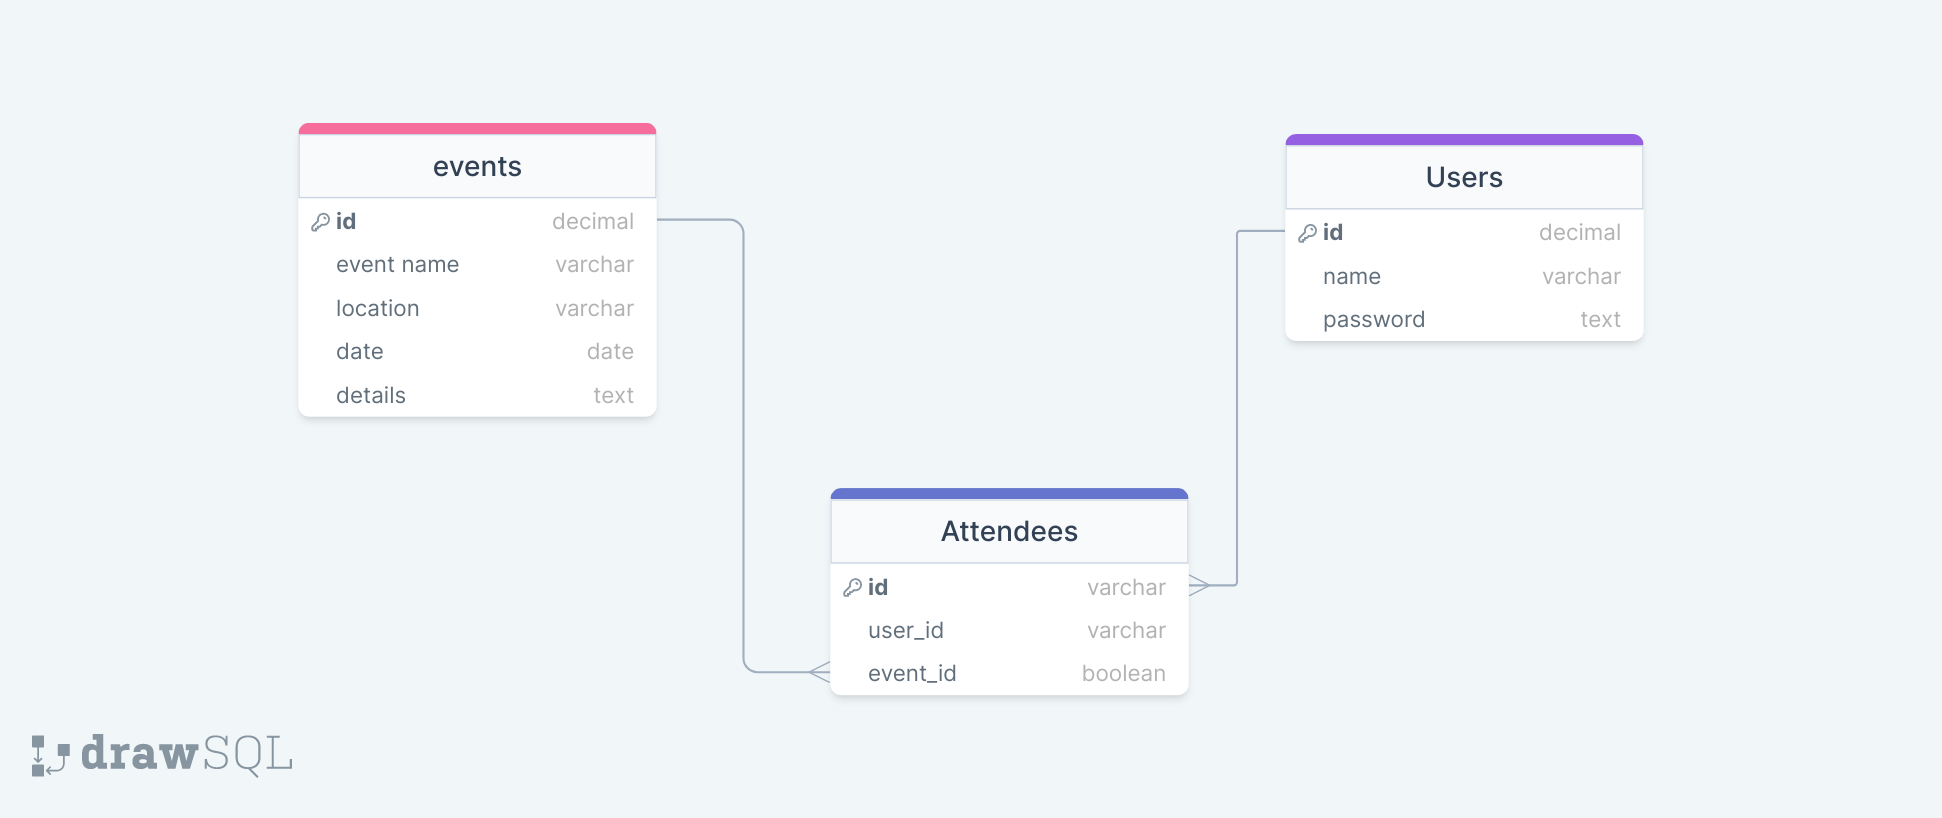 events
id decimal
event name varchar
location varchar
date date
details text
Users
id decimal
name varchar
password text
Attendees
id varchar
user_id varchar
event_id boolean
drawSQL